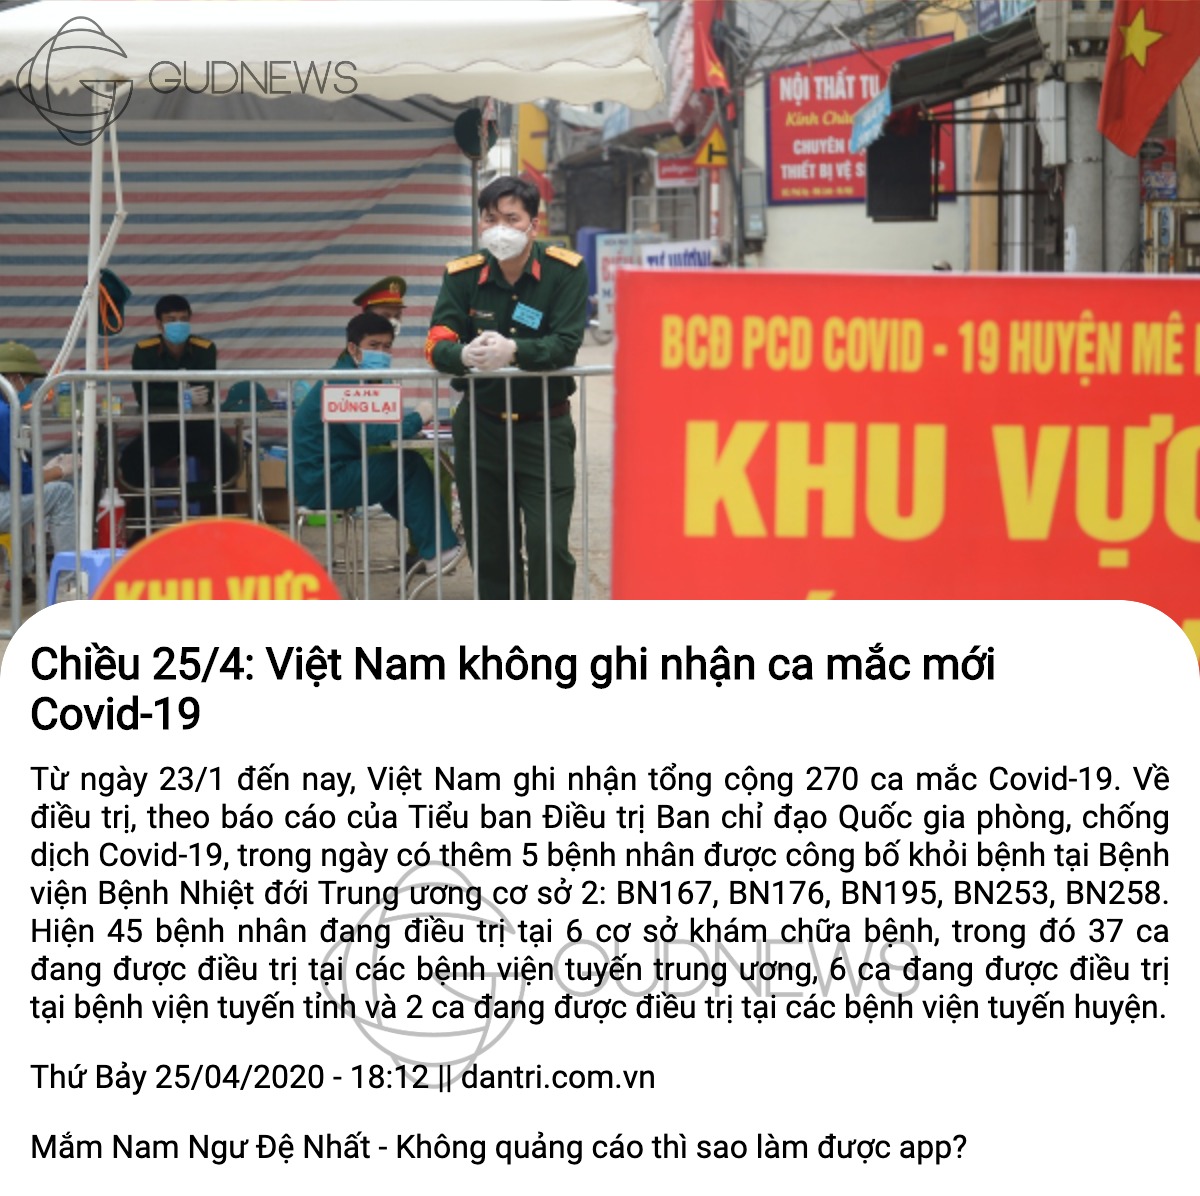 GUDNEWS
NỘI THẤT
Kính Chào
CHUYÊN
THIẾT BỊ VỆ
C A H N
DỪNG LẠI
BCĐ PCD COVID - 19 HUYỆN MÊ
KHU VỰC
KHU VỰC
Chiều 25/4: Việt Nam không ghi nhận ca mắc mới
Covid-19
Từ ngày 23/1 đến nay, Việt Nam ghi nhận tổng cộng 270 ca mắc Covid-19. Về
điều trị, theo báo cáo của Tiểu ban Điều trị Ban chỉ đạo Quốc gia phòng, chống
dịch Covid-19, trong ngày có thêm 5 bệnh nhân được công bố khỏi bệnh tại Bệnh
viện Bệnh Nhiệt đới Trung ương cơ sở 2: BN167, BN176, BN195, BN253, BN258.
Hiện 45 bệnh nhân đang điều trị tại 6 cơ sở khám chữa bệnh, trong đó 37 ca
đang được điều trị tại các bệnh viện tuyến trung ương, 6 ca đang được điều trị
tại bệnh viện tuyến tỉnh và 2 ca đang được điều trị tại các bệnh viện tuyến huyện.
GUDNEWS
Thứ Bảy 25/04/2020 - 18:12 || dantri.com.vn
Mắm Nam Ngư Đệ Nhất - Không quảng cáo thì sao làm được app?